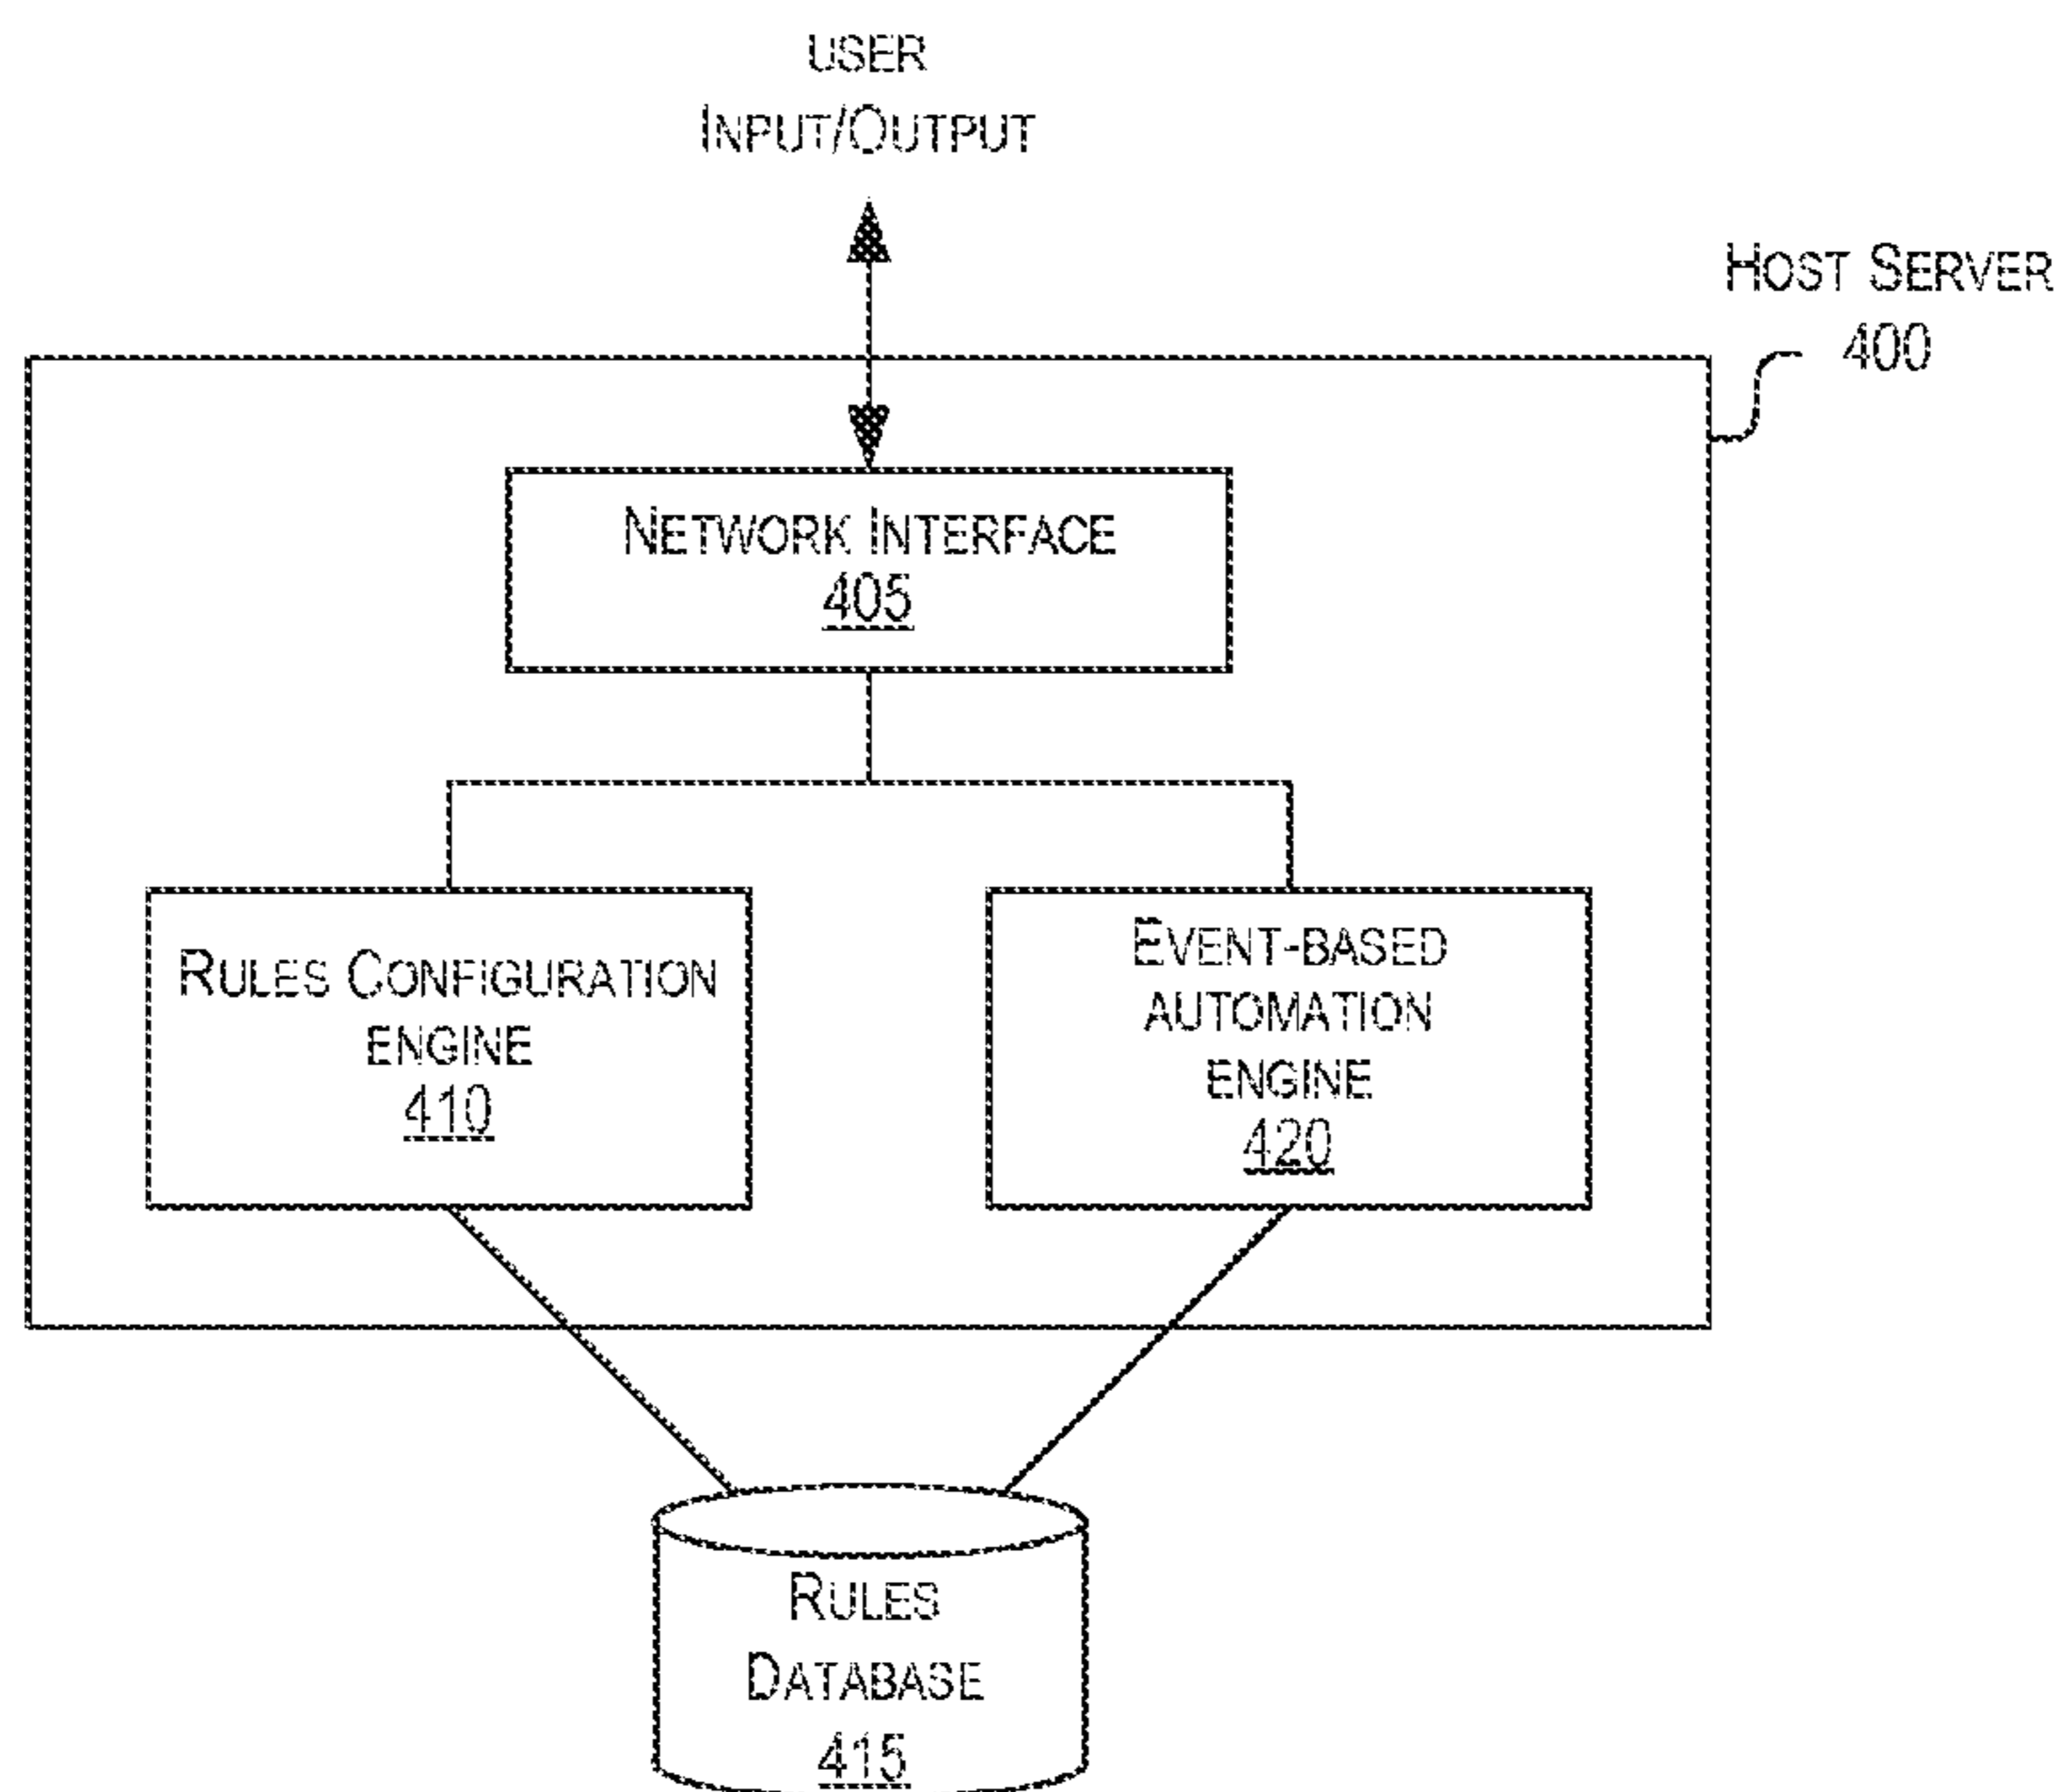 USER
INPUT/OUTPUT
HOST SERVER
400
NETWORK INTERFACE
405
RULES CONFIGURATION
ENGINE
410
EVENT-BASED
AUTOMATION
ENGINE
420
RULES
DATABASE
415